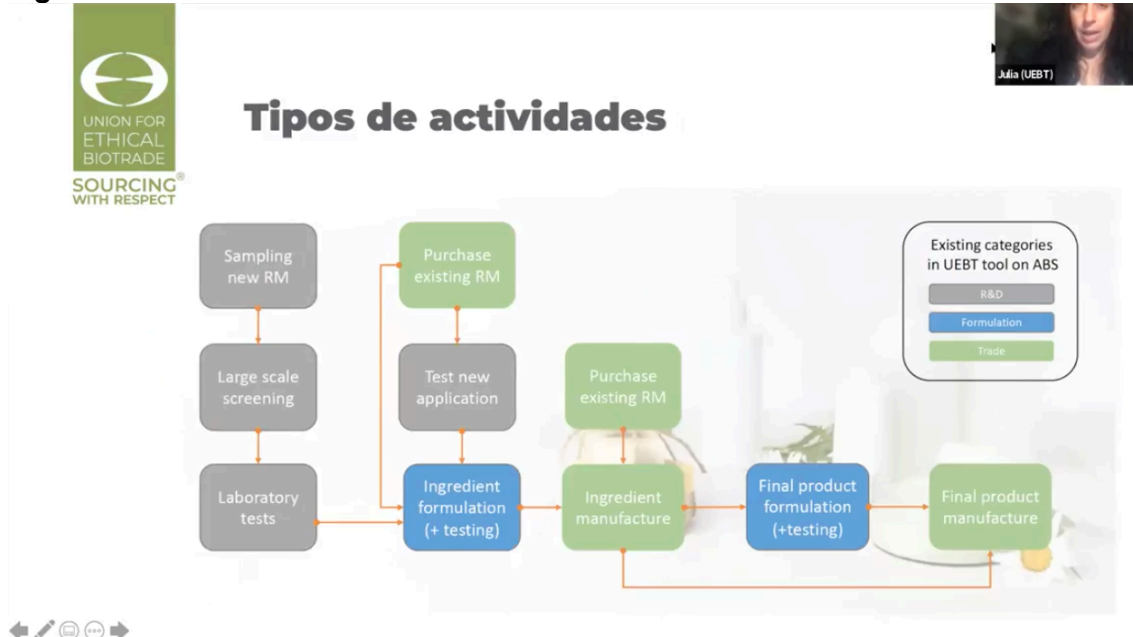 UNION FOR
ETHICAL
BIOTRADE
SOURCING®
WITH RESPECT
Julia (UEBT)
Tipos de actividades
Sampling
new RM
Purchase
existing RM
Existing categories
in UEBT tool on ABS
R&D
Formulation
Trade
Large scale
screening
Test new
application
Purchase
existing RM
Laboratory
tests
Ingredient
formulation
(+ testing)
Ingredient
manufacture
Final product
formulation
(+testing)
Final product
manufacture